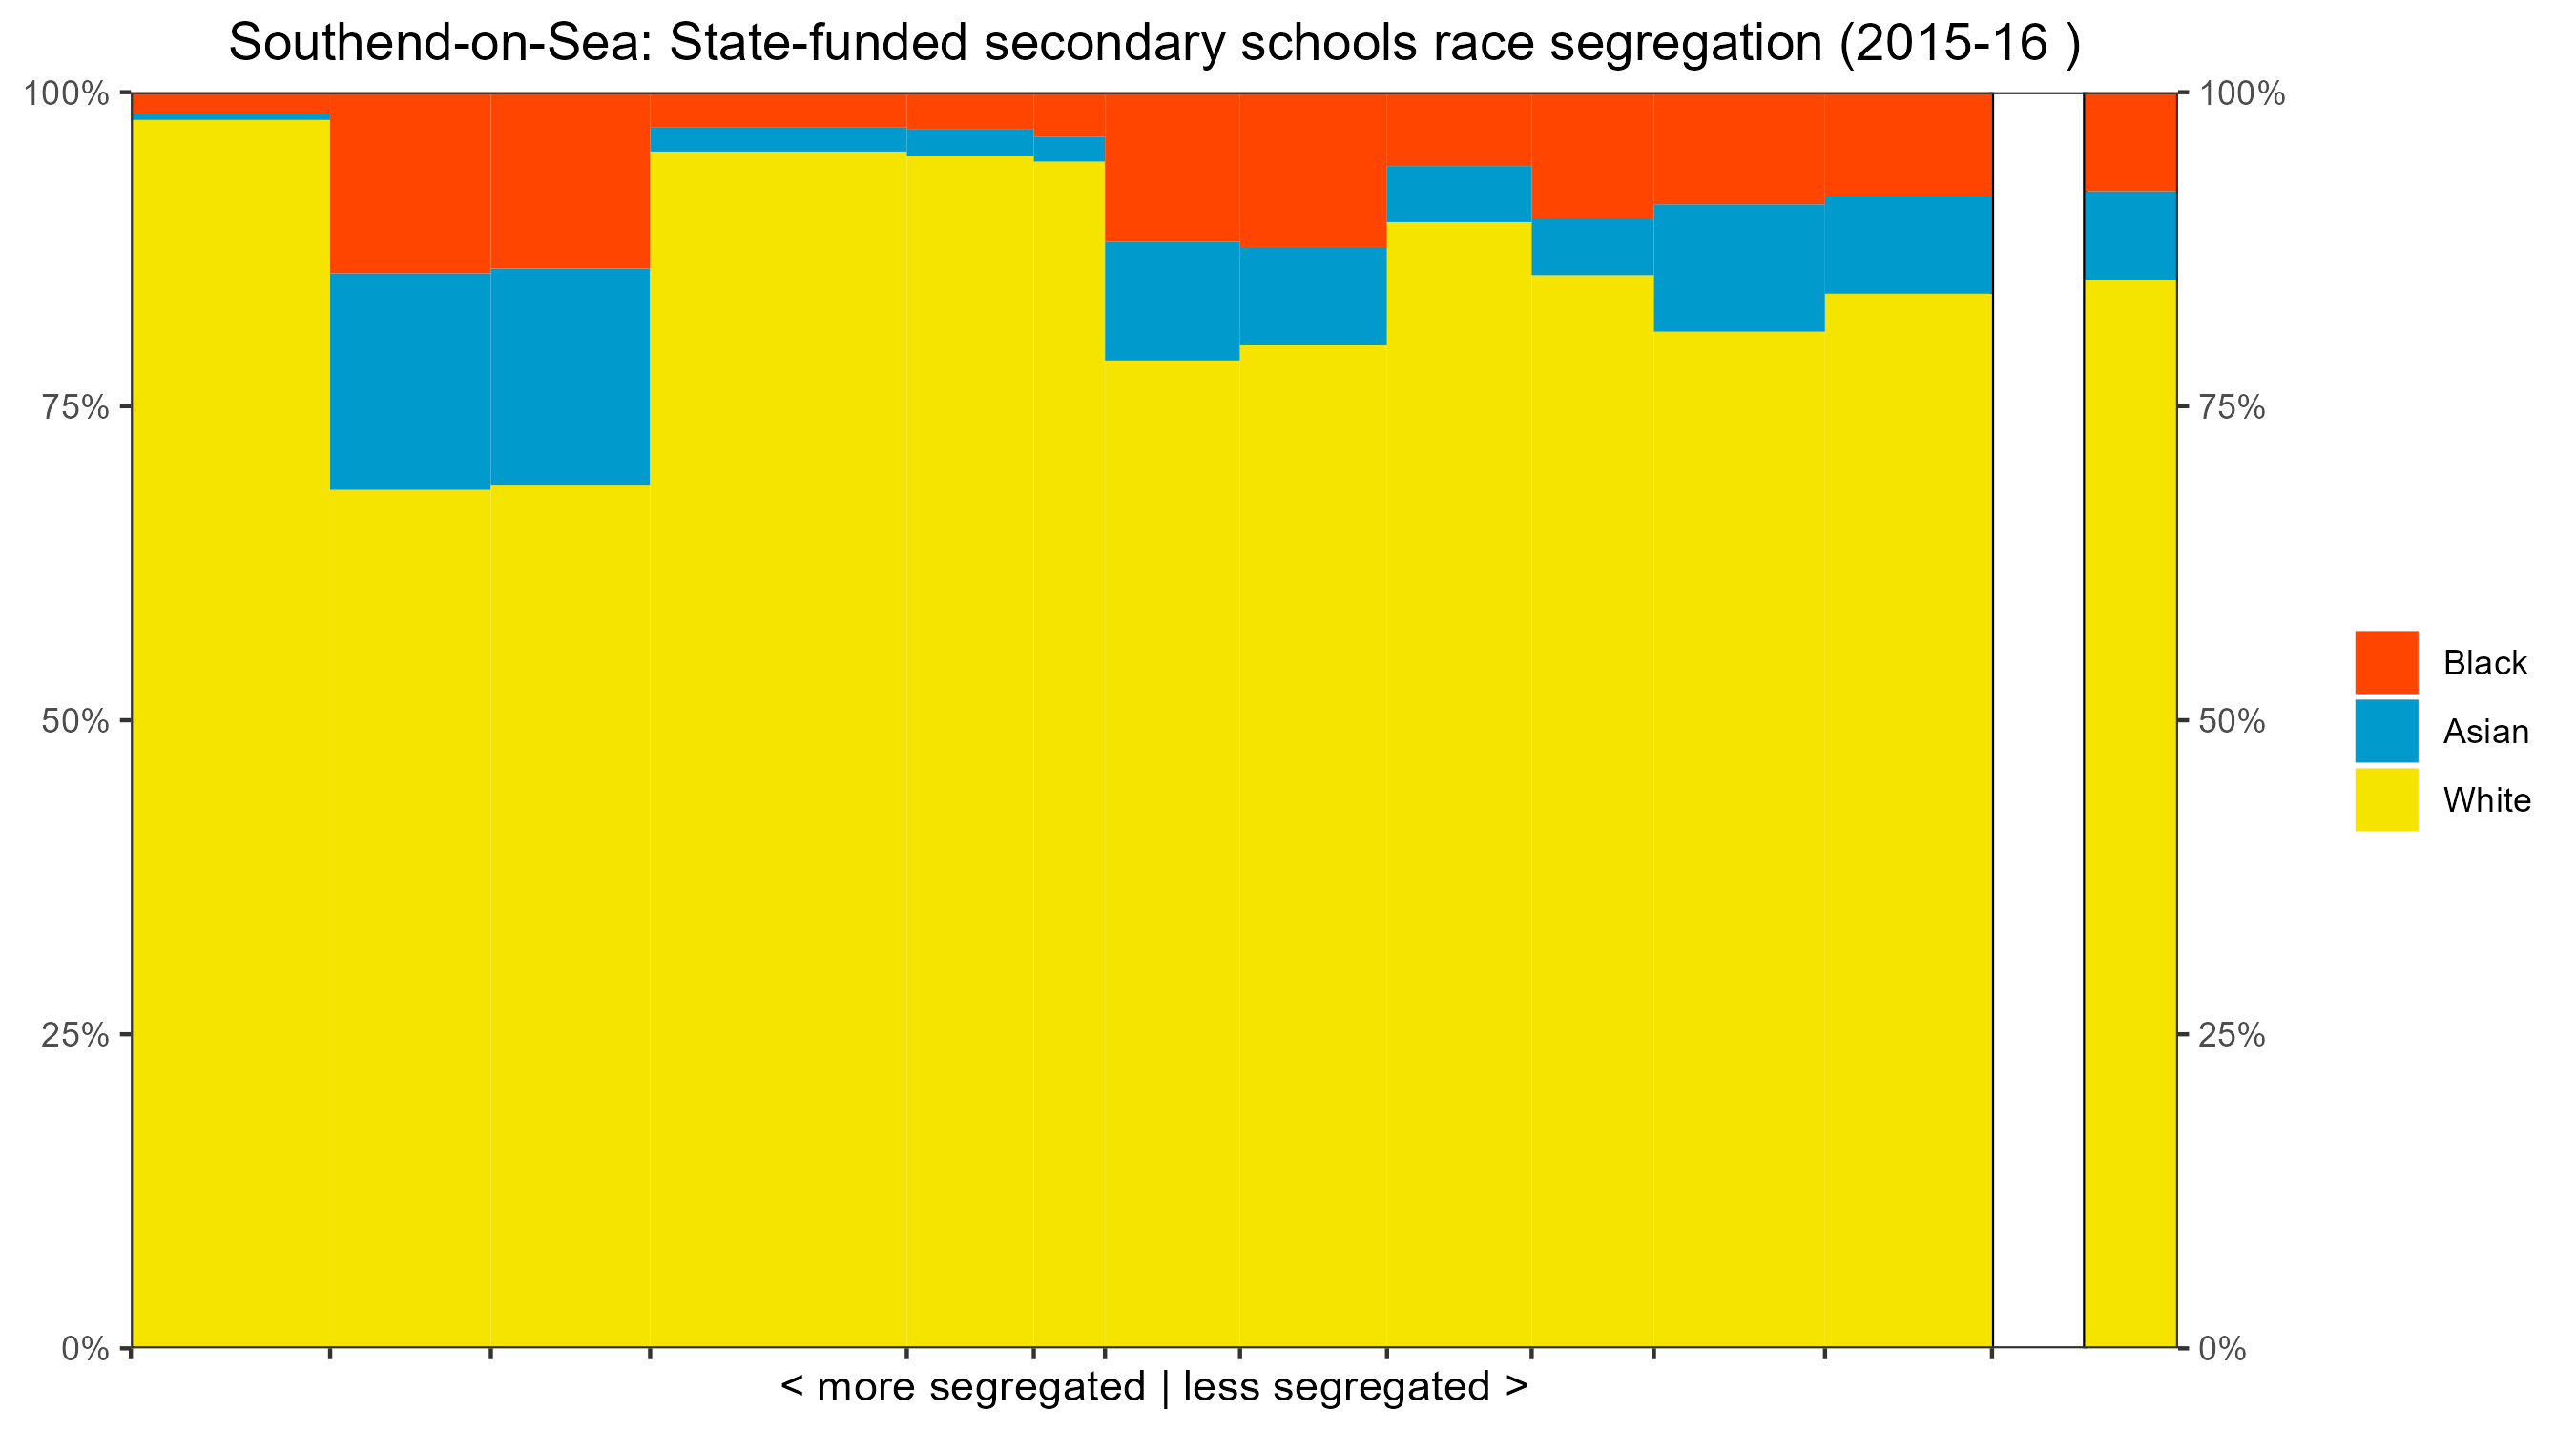 Southend-on-Sea: State-funded secondary schools race segregation (2015-16 )
100%
75%
50%
25%
0%
100%
75%
50%
25%
0%
< more segregated | less segregated >
Black
Asian
White